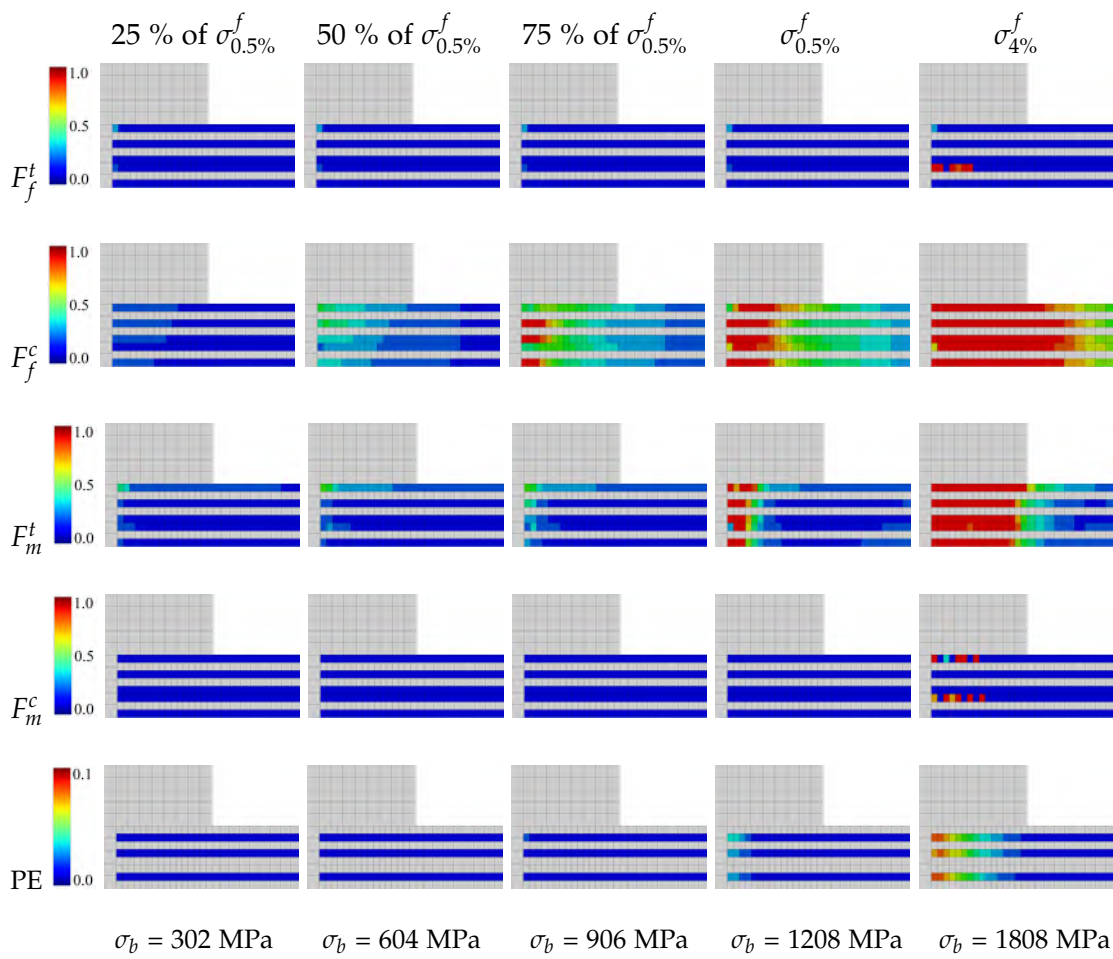 25 % of σ^f_0.5% 50 % of σ^f_0.5% 75 % of σ^f_0.5% σ^f_0.5% σ^f_4%
1.0
0.5
0.0
F^t_f
1.0
0.5
0.0
F^c_f
1.0
0.5
0.0
F^t_m
1.0
0.5
0.0
F^c_m
0.1
0.0
PE
σ_b = 302 MPa σ_b = 604 MPa σ_b = 906 MPa σ_b = 1208 MPa σ_b = 1808 MPa